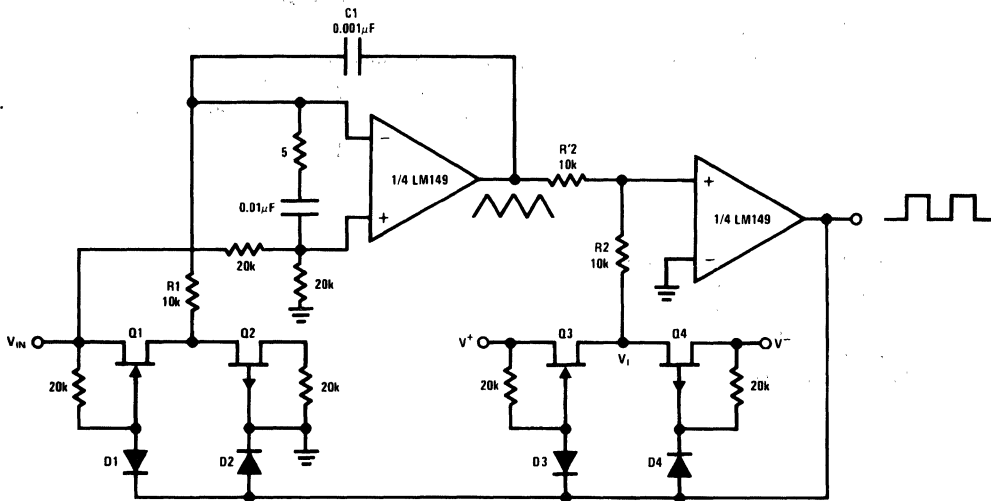 C1
0.001μF
5
0.01μF
−
+
1/4 LM149
20k
20k
R1
10k
R'2
10k
R2
10k
+
−
1/4 LM149
VIN
Q1
Q2
20k
20k
D1
D2
V+
Q3
VI
Q4
V−
20k
20k
D3
D4